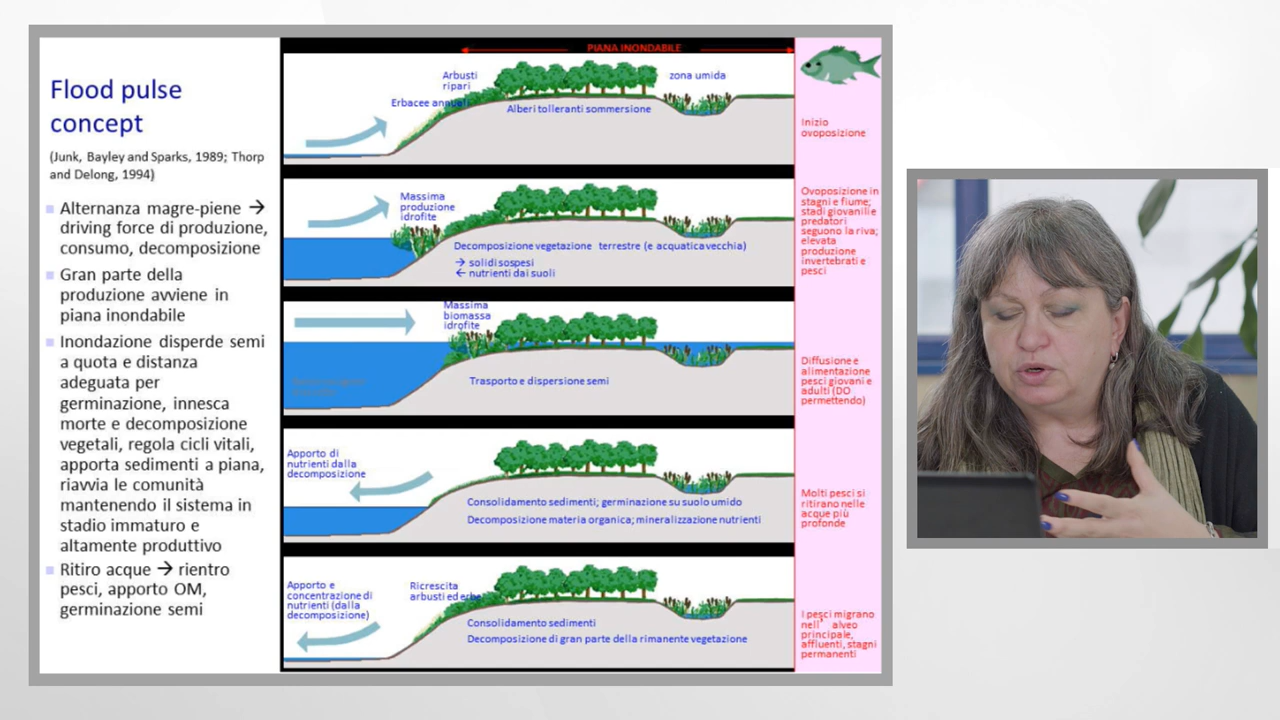 Flood pulse
concept
(Junk, Bayley and Sparks, 1989; Thorp
and Delong, 1994)
Alternanza magre-piene →
driving force di produzione,
consumo, decomposizione
Gran parte della
produzione avviene in
piana inondabile
Inondazione disperde semi
a quota e distanza
adeguata per
germinazione, innesca
morte e decomposizione
vegetali, regola cicli vitali,
apporta sedimenti a piana,
riavvia le comunità
mantenendo il sistema in
stadio immaturo e
altamente produttivo
Ritiro acque → rientro
pesci, apporto OM,
germinazione semi
PIANA INONDABILE
Arbusti
ripari
zona umida
Erbacee annuali
Alberi tolleranti sommersione
Inizio
ovoposizione
Massima
produzione
idrofite
Decomposizione vegetazione terrestre (e acquatica vecchia)
→ solidi sospesi
← nutrienti dai suoli
Ovoposizione in
stagni e fiume;
stadi giovanili e
predatori
seguono la riva;
elevata
produzione
invertebrati e
pesci
Massima
biomassa
idrofite
Trasporto e dispersione semi
Diffusione e
alimentazione
pesci giovani e
adulti (DO
permettendo)
Apporto di
nutrienti dalla
decomposizione
Consolidamento sedimenti; germinazione su suolo umido
Decomposizione materia organica; mineralizzazione nutrienti
Molti pesci si
ritirano nelle
acque più
profonde
Apporto e
concentrazione di
nutrienti (dalla
decomposizione)
Ricrescita
arbusti ed erbe
Consolidamento sedimenti
Decomposizione di gran parte della rimanente vegetazione
I pesci migrano
nell' alveo
principale,
affluenti, stagni
permanenti